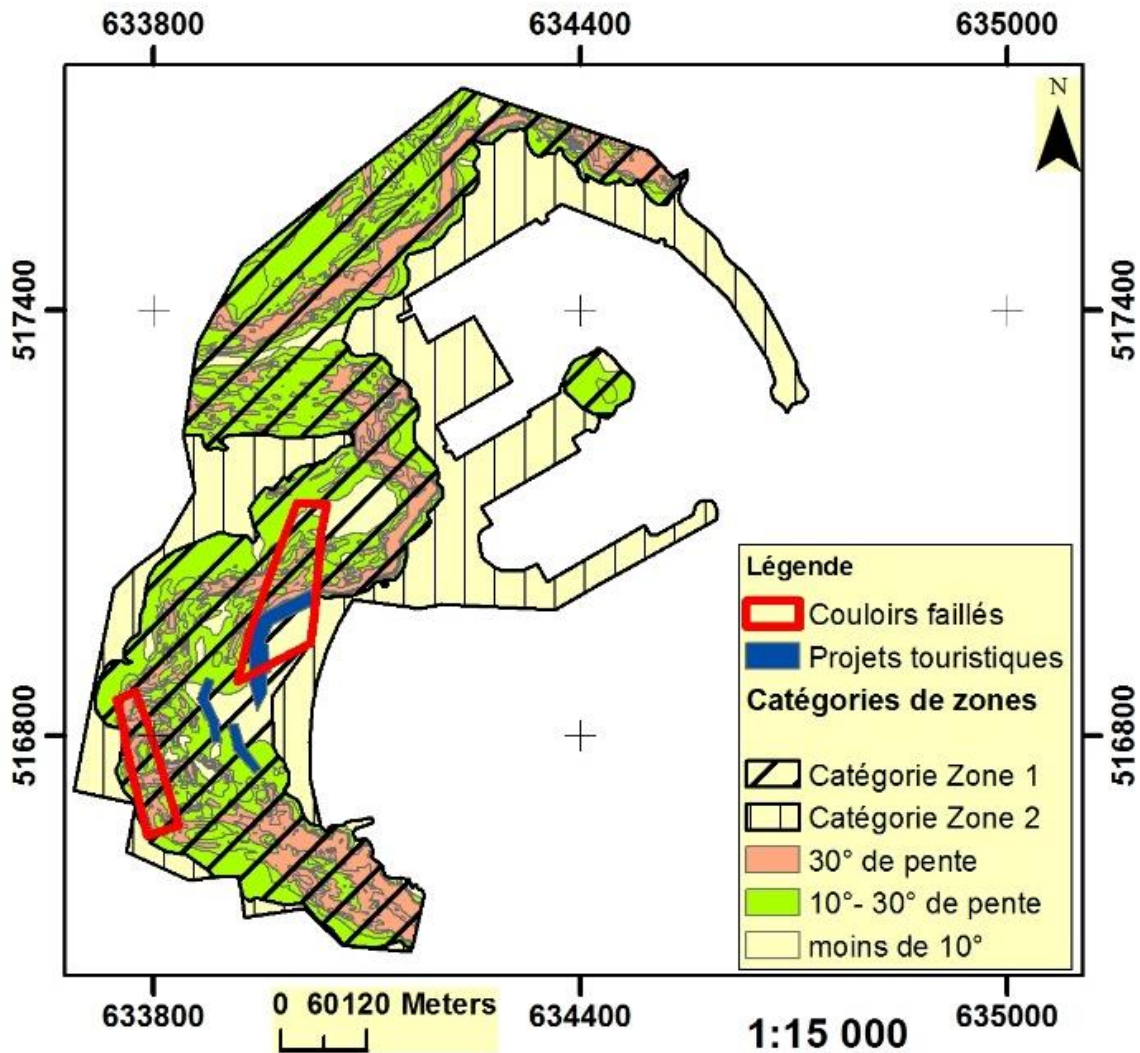 633800 634400 635000
N
517400 517400
Légende
Couloirs faillés
Projets touristiques
Catégories de zones
516800 516800
Catégorie Zone 1
Catégorie Zone 2
30° de pente
10°- 30° de pente
moins de 10°
0 60120 Meters
633800 634400 635000
1:15 000